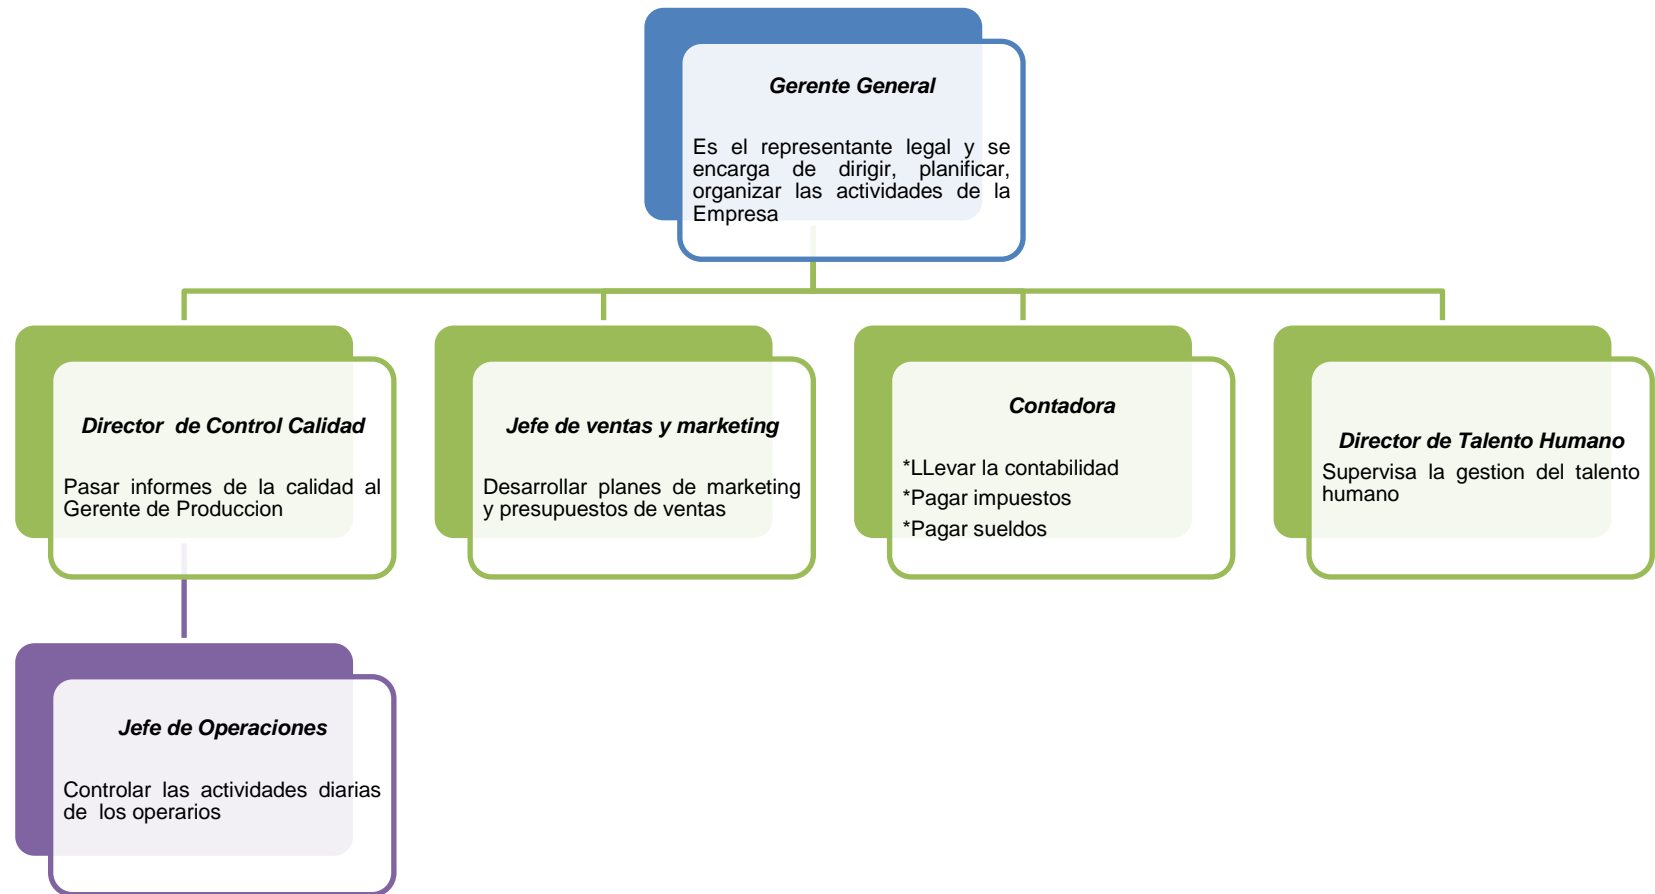 Gerente General
Es el representante legal y se
encarga de dirigir, planificar,
organizar las actividades de la
Empresa
Director de Control Calidad
Pasar informes de la calidad al
Gerente de Produccion
Jefe de ventas y marketing
Desarrollar planes de marketing
y presupuestos de ventas
Contadora
*LLevar la contabilidad
*Pagar impuestos
*Pagar sueldos
Director de Talento Humano
Supervisa la gestion del talento
humano
Jefe de Operaciones
Controlar las actividades diarias
de los operarios